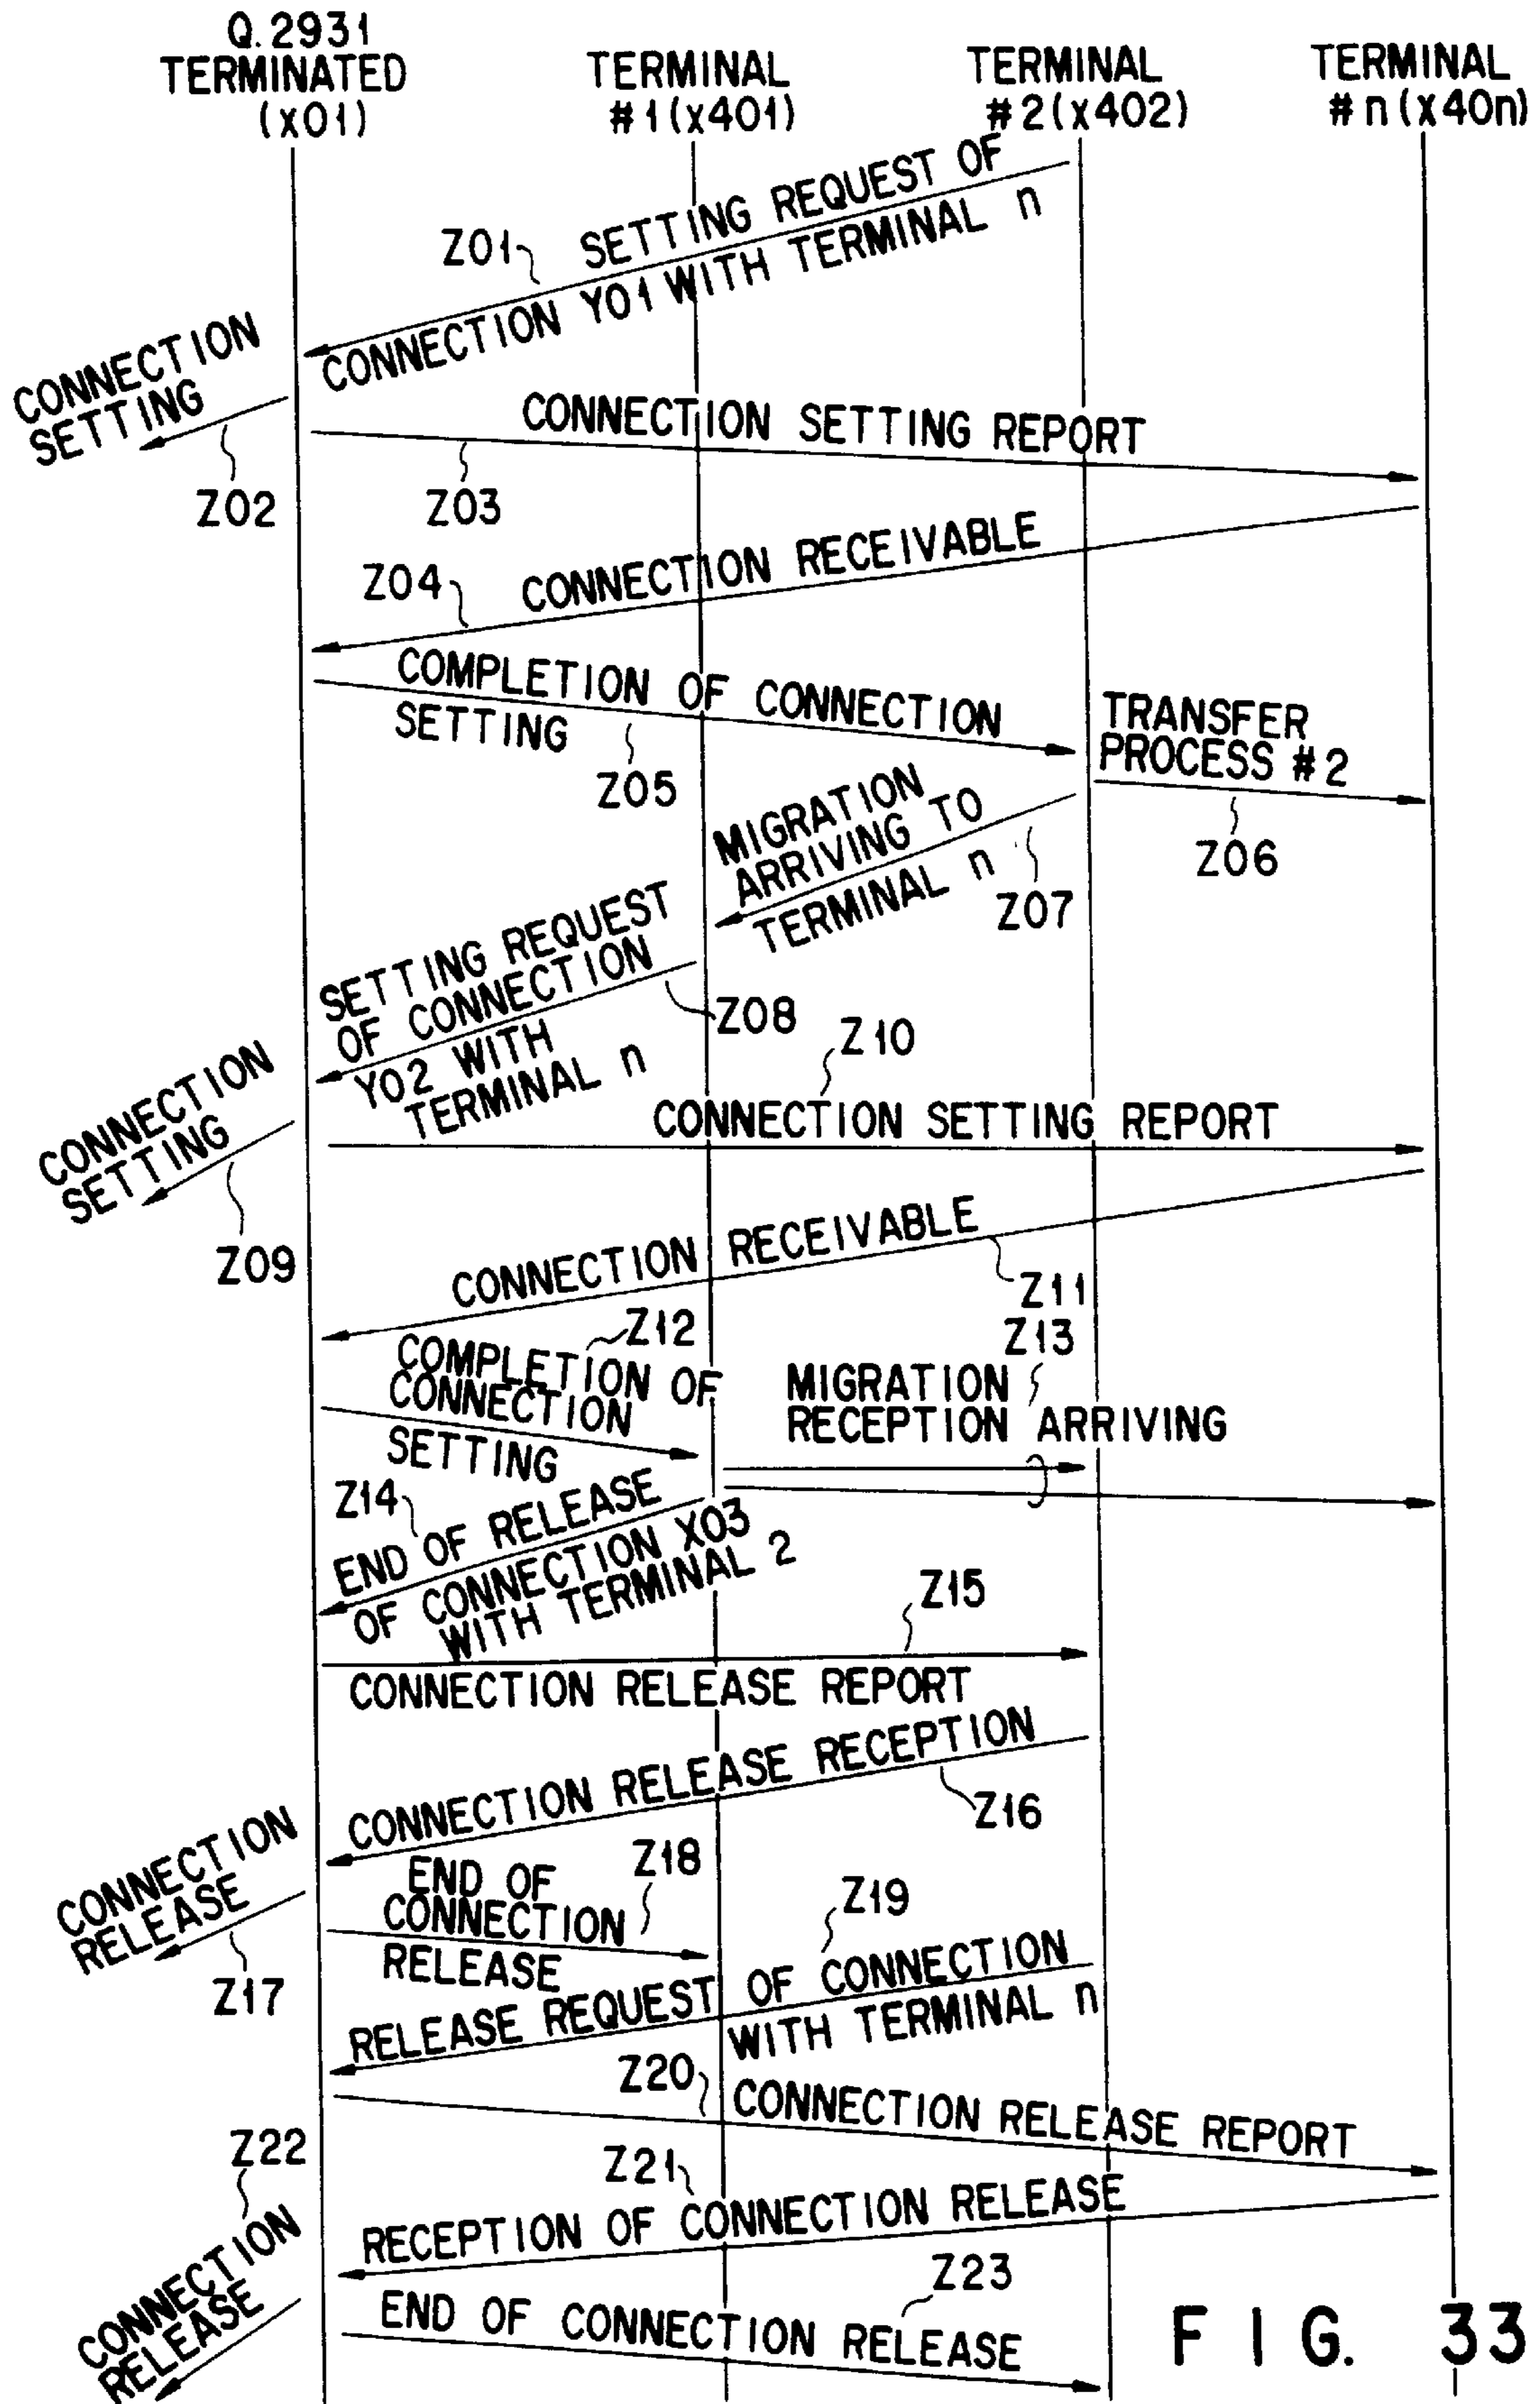 Q.2931
TERMINATED
(x01)
TERMINAL
#1(x401)
TERMINAL
#2(x402)
TERMINAL
#n(x40n)
Z01
SETTING REQUEST OF
CONNECTION Y01 WITH TERMINAL n
CONNECTION
SETTING
Z02
CONNECTION SETTING REPORT
Z03
CONNECTION RECEIVABLE
Z04
COMPLETION OF CONNECTION
SETTING
Z05
TRANSFER
PROCESS #2
Z06
MIGRATION
ARRIVING TO
TERMINAL n
Z07
SETTING REQUEST
OF CONNECTION
Y02 WITH
TERMINAL n
Z08
CONNECTION
SETTING
Z09
Z10
CONNECTION SETTING REPORT
CONNECTION RECEIVABLE
Z11
Z12
COMPLETION OF
CONNECTION
SETTING
Z13
MIGRATION
RECEPTION ARRIVING
Z14
END OF RELEASE
OF CONNECTION X03
WITH TERMINAL 2
Z15
CONNECTION RELEASE REPORT
CONNECTION RELEASE RECEPTION
Z16
CONNECTION
RELEASE
Z17
END OF
CONNECTION
RELEASE
Z18
Z19
RELEASE REQUEST OF CONNECTION
WITH TERMINAL n
Z20
CONNECTION RELEASE REPORT
Z21
RECEPTION OF CONNECTION RELEASE
Z22
CONNECTION
RELEASE
Z23
END OF CONNECTION RELEASE
FIG. 33